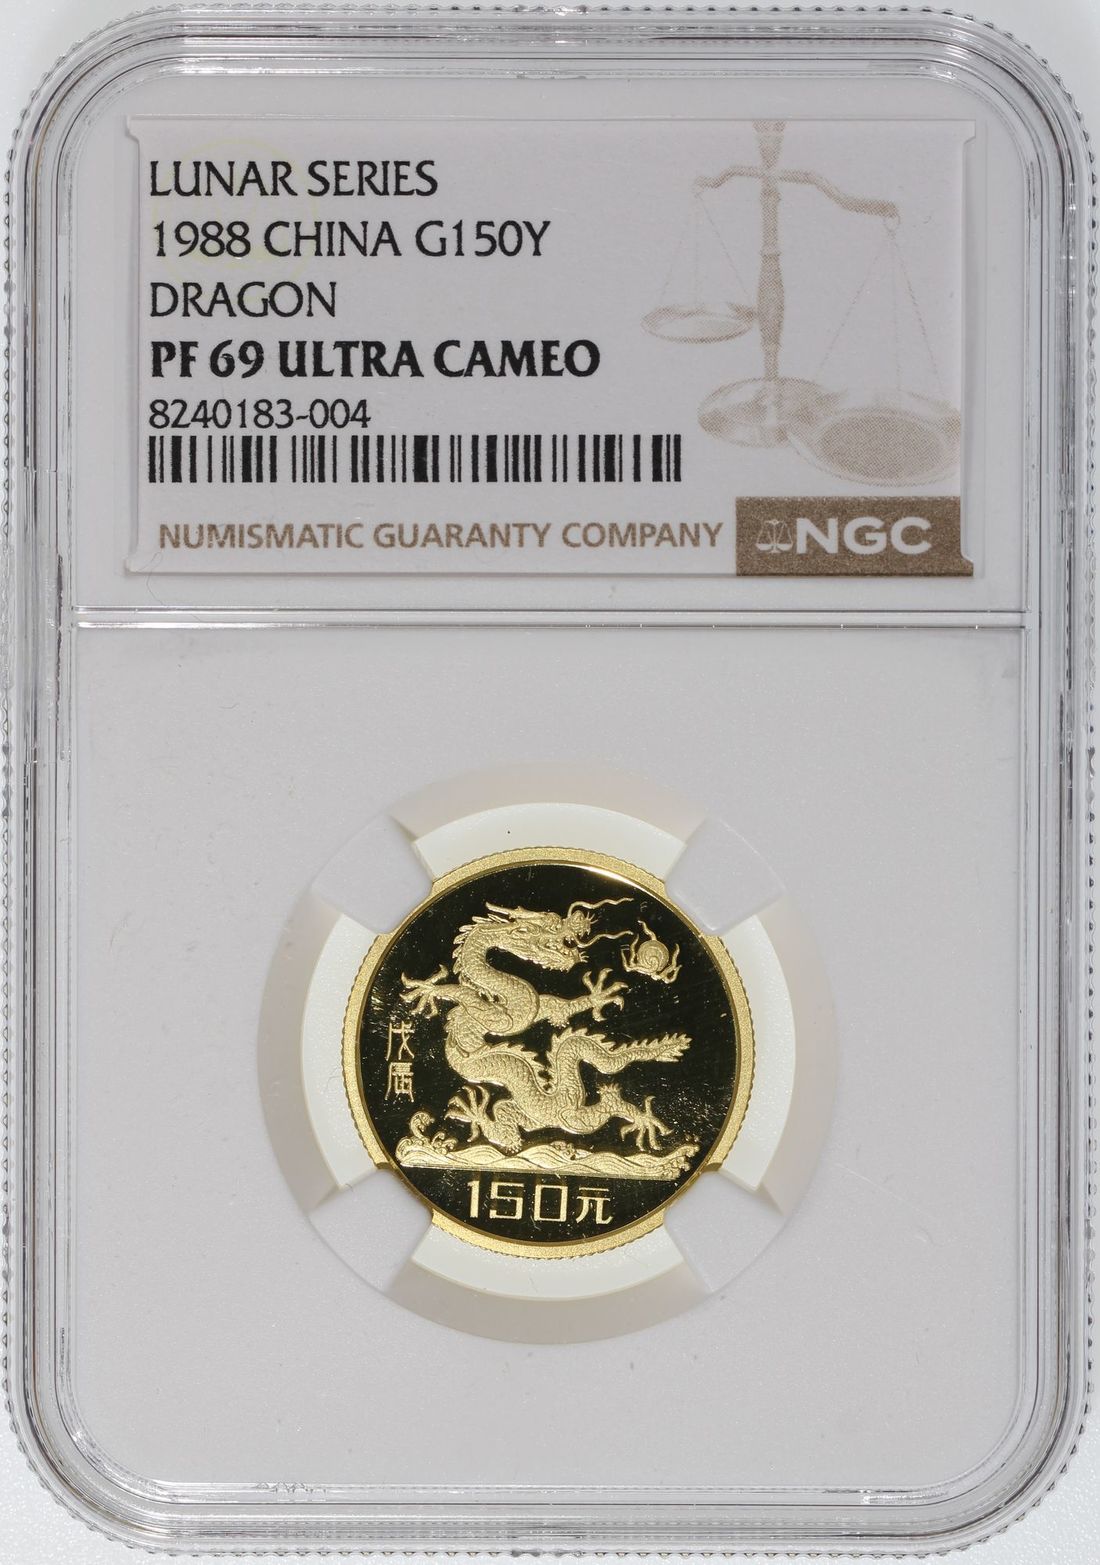 LUNAR SERIES
1988 CHINA G150Y
DRAGON
PF 69 ULTRA CAMEO
8240183-004
NUMISMATIC GUARANTY COMPANY
NGC
戊辰
150元